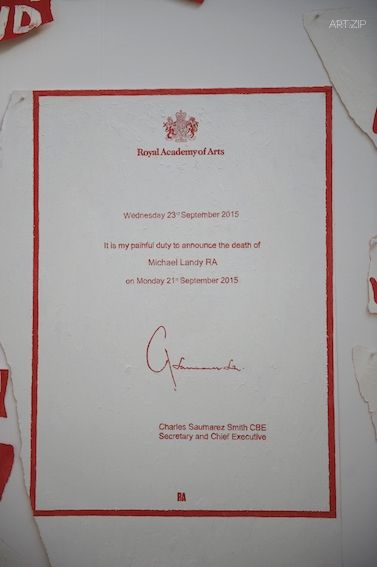 UD
ART.ZIP
Royal Academy of Arts
Wednesday 23rd September 2015
It is my painful duty to announce the death of
Michael Landy RA
on Monday 21st September 2015
Charles Saumarez Smith CBE
Secretary and Chief Executive
RA